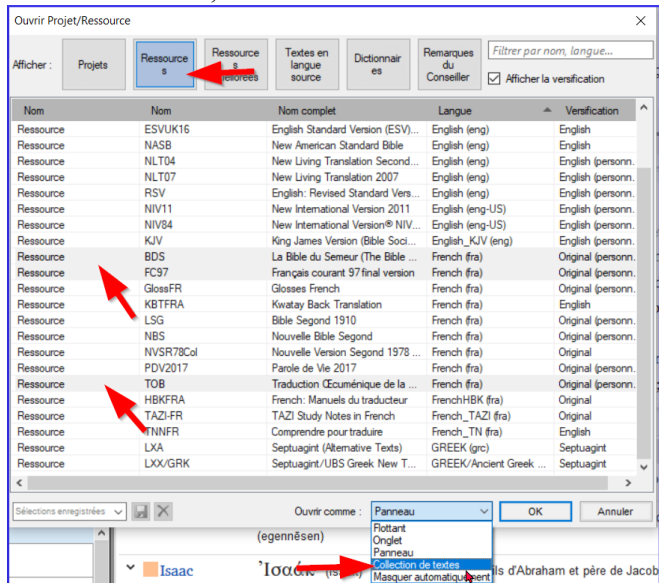 Ouvrir Projet/Ressource
Afficher :
Projets
Ressource
s
Ressource
s
Textes en
langue
source
Dictionnair
es
Remarques
du
Conseiller
Filtrer par nom, langue...
Afficher la versification
Nom Nom Nom complet Langue Versification
Ressource ESVUK16 English Standard Version (ESV)... English (eng) English
Ressource NASB New American Standard Bible English (eng) English
Ressource NLT04 New Living Translation Second... English (eng) English (personn.
Ressource NLT07 New Living Translation 2007 English (eng) English (personn.
Ressource RSV English: Revised Standard Vers... English (eng) English (personn.
Ressource NIV11 New International Version 2011 English (eng-US) English (personn.
Ressource NIV84 New International Version® NIV... English (eng-US) English (personn.
Ressource KJV King James Version (Bible Soci... English_KJV (eng) English (personn.
Ressource BDS La Bible du Semeur (The Bible ... French (fra) Original (personn.
Ressource FC97 Français courant 97 final version French (fra) Original (personn.
Ressource GlossFR Glosses French French (fra) Original (personn.
Ressource KBTFRA Kwatay Back Translation French (fra) English
Ressource LSG Bible Segond 1910 French (fra) Original (personn.
Ressource NBS Nouvelle Bible Segond French (fra) Original (personn.
Ressource NVSR78Col Nouvelle Version Segond 1978 ... French (fra) Original
Ressource PDV2017 Parole de Vie 2017 French (fra) Original (personn.
Ressource TOB Traduction Œcuménique de la ... French (fra) Original (personn.
Ressource HBKFRA French: Manuels du traducteur FrenchHBK (fra) Original
Ressource TAZI-FR TAZI Study Notes in French French_TAZI (fra) Original
Ressource TNNFR Comprendre pour traduire French_TN (fra) English
Ressource LXA Septuagint (Alternative Texts) GREEK (grc) Septuagint
Ressource LXX/GRK Septuagint/UBS Greek New T... GREEK/Ancient Greek ... Septuagint
Sélections enregistrées
Ouvrir comme : Panneau
OK
Annuler
Flottant
Onglet
Panneau
Collection de textes
Masquer automatiquement
(egennēsen)
Isaac Ἰσαάκ ils d'Abraham et père de Jacob